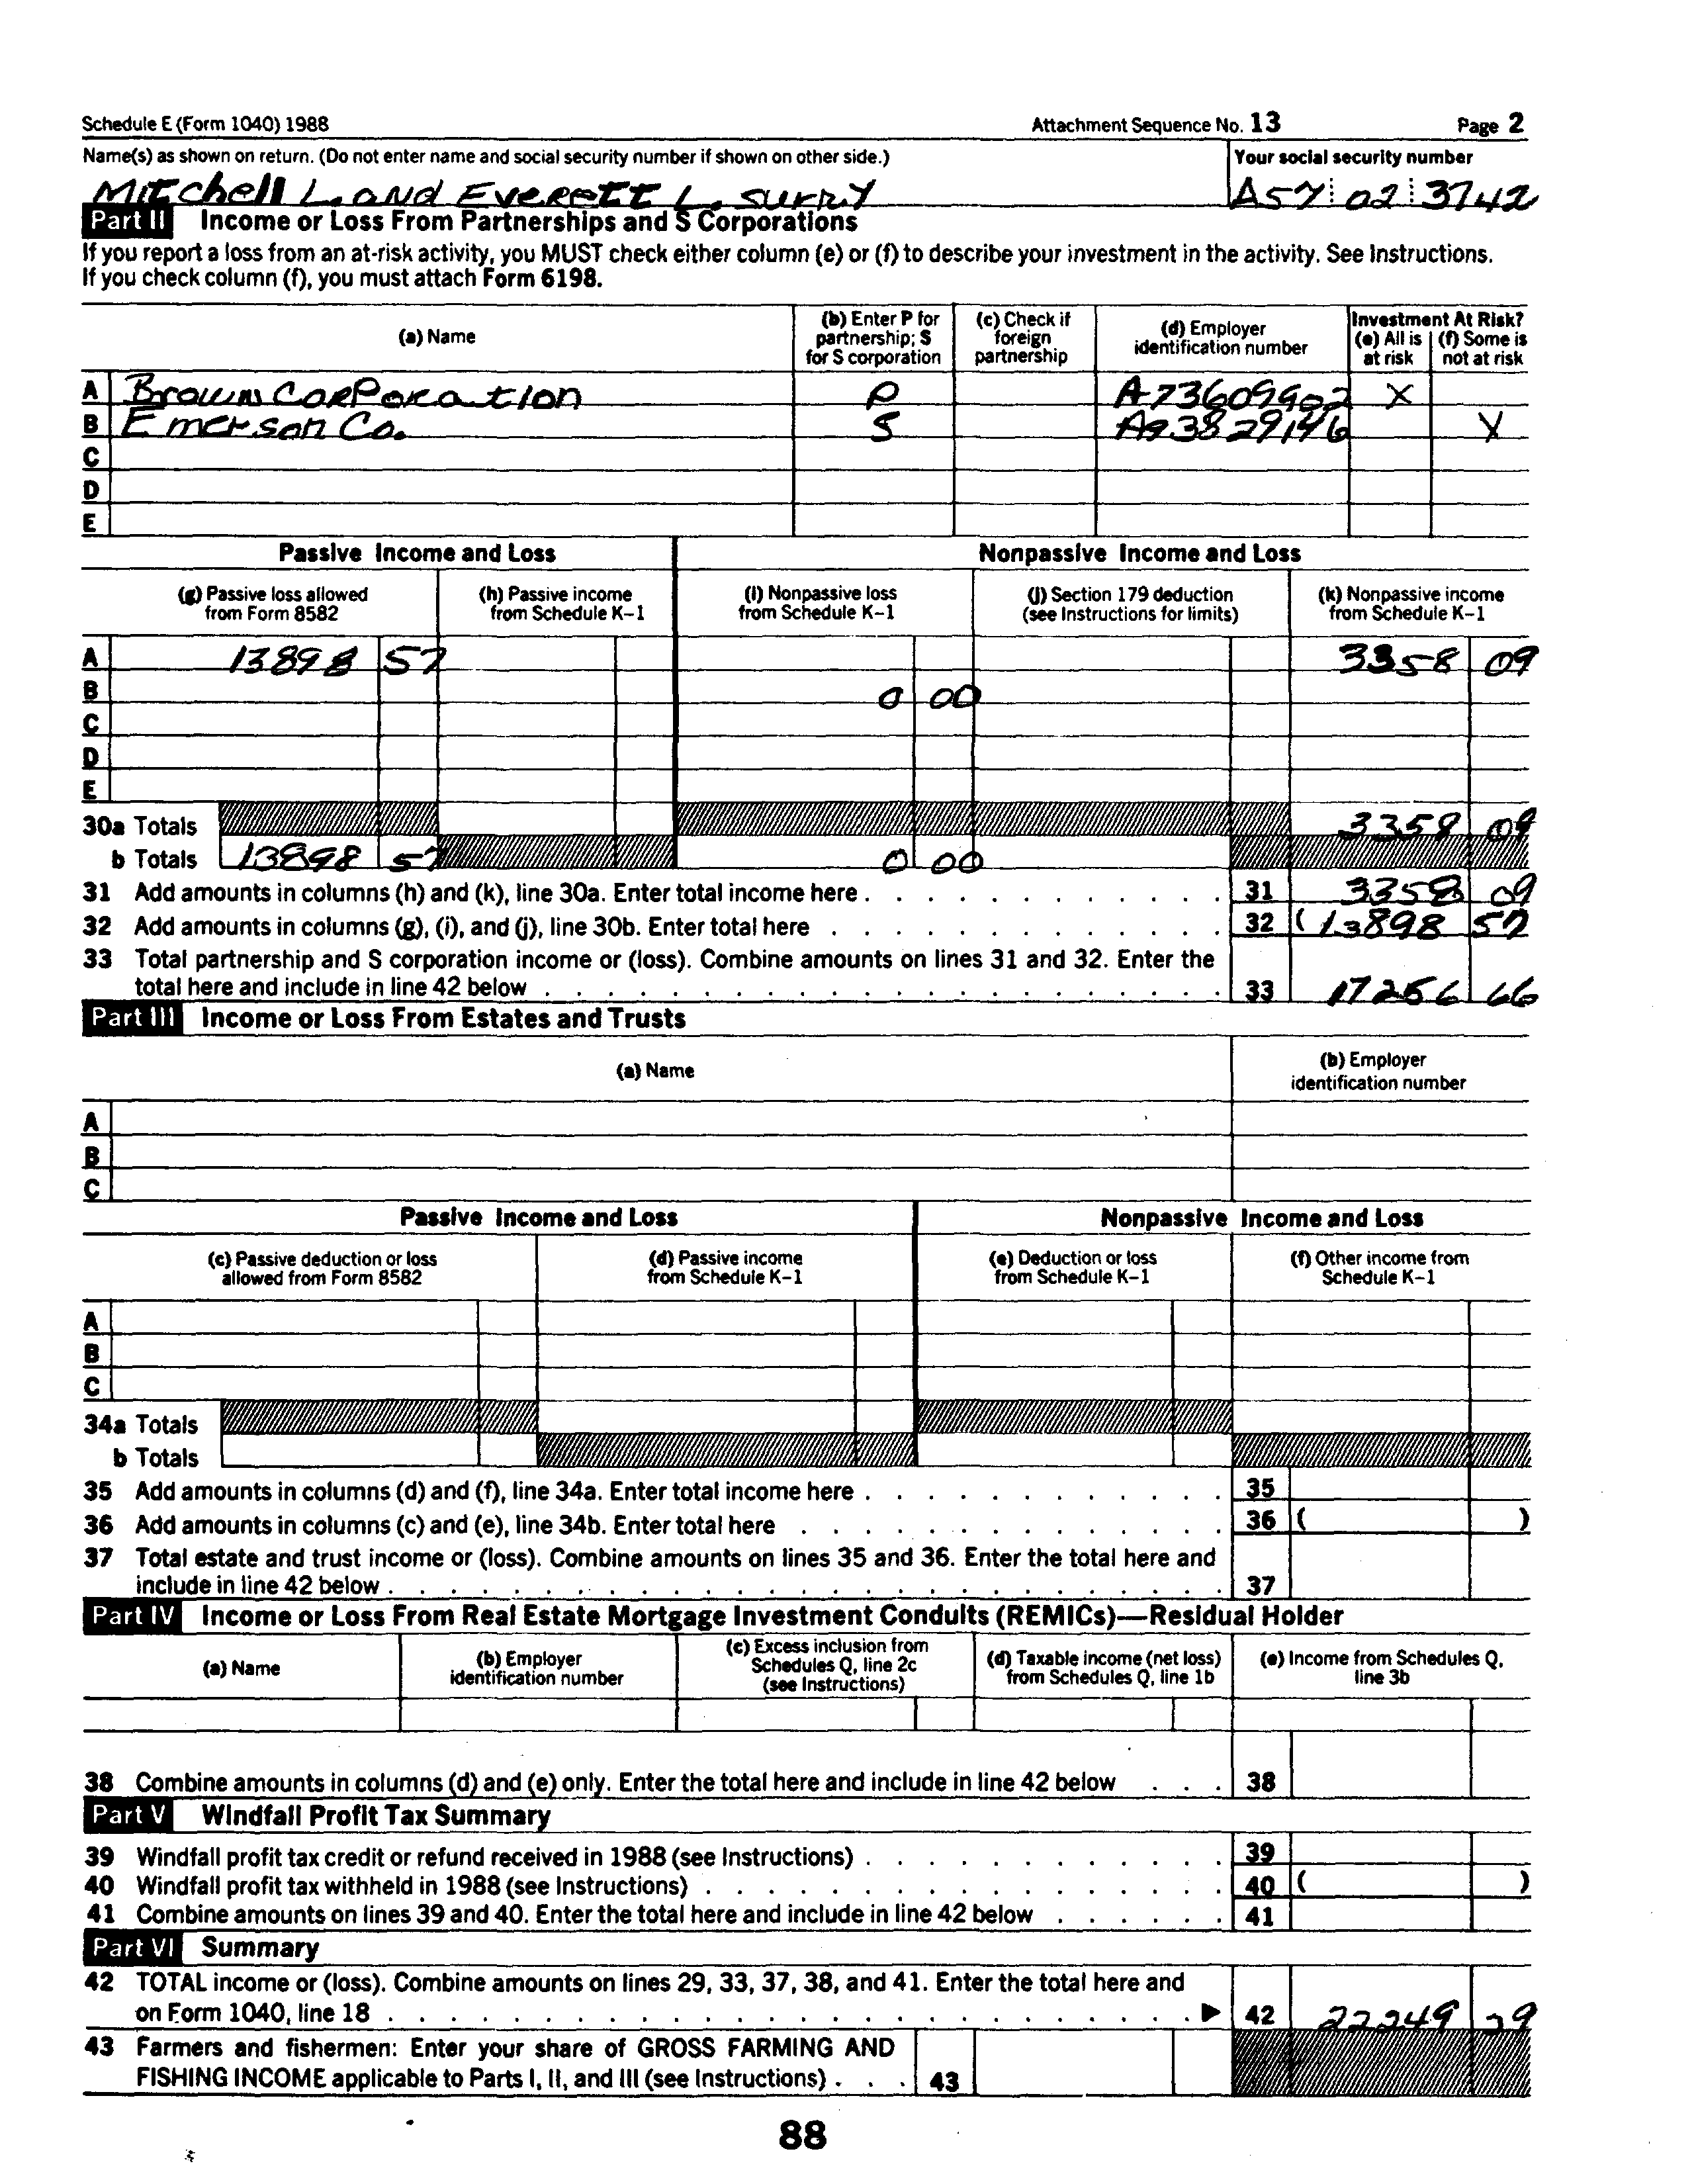 Schedule E (Form 1040) 1988 Attachment Sequence No. 13 Page 2
Name(s) as shown on return. (Do not enter name and social security number if shown on other side.) Your social security number
Mitchell L. and Everett L. Surry A57 02 3742
Part II Income or Loss From Partnerships and S Corporations
If you report a loss from an at-risk activity, you MUST check either column (e) or (f) to describe your investment in the activity. See Instructions.
If you check column (f), you must attach Form 6198.
(a) Name (b) Enter P for partnership; S for S corporation (c) Check if foreign partnership (d) Employer identification number Investment At Risk? (e) All is at risk (f) Some is not at risk
A Brown Corporation P A73609902 X
B Emerson Co. S A93829146 X
C
D
E
Passive Income and Loss Nonpassive Income and Loss
(g) Passive loss allowed from Form 8582 (h) Passive income from Schedule K-1 (i) Nonpassive loss from Schedule K-1 (j) Section 179 deduction (see Instructions for limits) (k) Nonpassive income from Schedule K-1
A 13898 57 3358 09
B 0 00
C
D
E
30a Totals 3358 09
b Totals 13898 57 0 00
31 Add amounts in columns (h) and (k), line 30a. Enter total income here 31 3358 09
32 Add amounts in columns (g), (i), and (j), line 30b. Enter total here 32 (13898 57
33 Total partnership and S corporation income or (loss). Combine amounts on lines 31 and 32. Enter the
total here and include in line 42 below 33 17256 66
Part III Income or Loss From Estates and Trusts
(a) Name (b) Employer identification number
A
B
C
Passive Income and Loss Nonpassive Income and Loss
(c) Passive deduction or loss allowed from Form 8582 (d) Passive income from Schedule K-1 (e) Deduction or loss from Schedule K-1 (f) Other income from Schedule K-1
A
B
C
34a Totals
b Totals
35 Add amounts in columns (d) and (f), line 34a. Enter total income here 35
36 Add amounts in columns (c) and (e), line 34b. Enter total here 36 ( )
37 Total estate and trust income or (loss). Combine amounts on lines 35 and 36. Enter the total here and
include in line 42 below 37
Part IV Income or Loss From Real Estate Mortgage Investment Conduits (REMICs)—Residual Holder
(a) Name (b) Employer identification number (c) Excess inclusion from Schedules Q, line 2c (see Instructions) (d) Taxable income (net loss) from Schedules Q, line 1b (e) Income from Schedules Q, line 3b
38 Combine amounts in columns (d) and (e) only. Enter the total here and include in line 42 below 38
Part V Windfall Profit Tax Summary
39 Windfall profit tax credit or refund received in 1988 (see Instructions) 39
40 Windfall profit tax withheld in 1988 (see Instructions) 40 ( )
41 Combine amounts on lines 39 and 40. Enter the total here and include in line 42 below 41
Part VI Summary
42 TOTAL income or (loss). Combine amounts on lines 29, 33, 37, 38, and 41. Enter the total here and
on Form 1040, line 18 42 22249 29
43 Farmers and fishermen: Enter your share of GROSS FARMING AND
FISHING INCOME applicable to Parts I, II, and III (see Instructions) 43
88